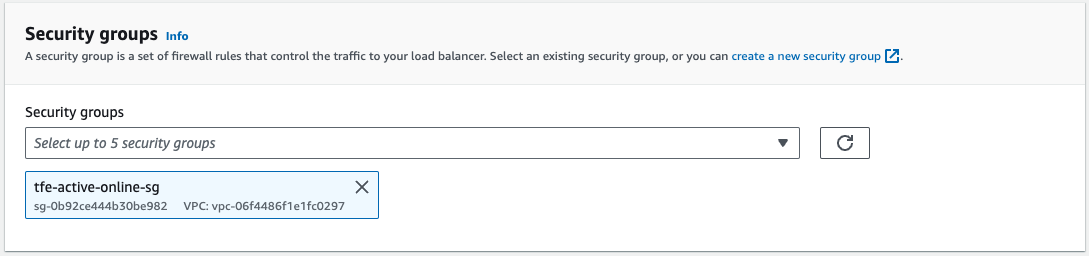 Security groups Info
A security group is a set of firewall rules that control the traffic to your load balancer. Select an existing security group, or you can create a new security group.
Security groups
Select up to 5 security groups
tfe-active-online-sg
sg-0b92ce444b30be982 VPC: vpc-06f4486f1e1fc0297